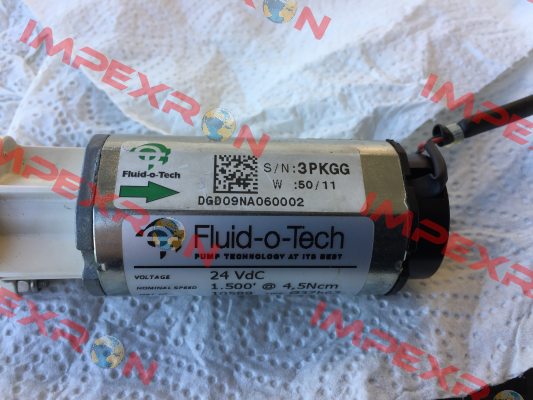 Fluid-o-Tech
S/N:3PKGG
W :50/11
DGD09NA060002
Fluid-o-Tech
PUMP TECHNOLOGY AT ITS BEST
VOLTAGE 24 VdC
NOMINAL SPEED 1.500' @ 4,5Ncm
IMPEXRON
IMPEXRON
IMPEXRON
IMPEXRON